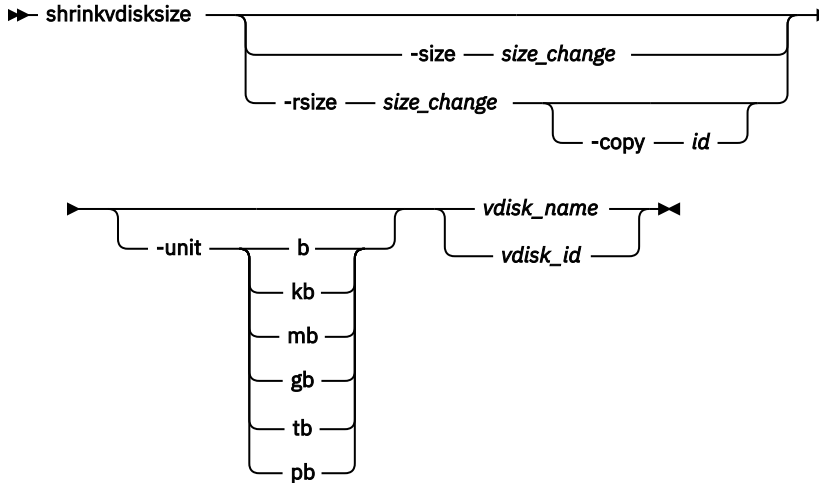 shrinkvdisksize
-size size_change
-rsize size_change
-copy id
-unit b vdisk_name
vdisk_id
kb
mb
gb
tb
pb